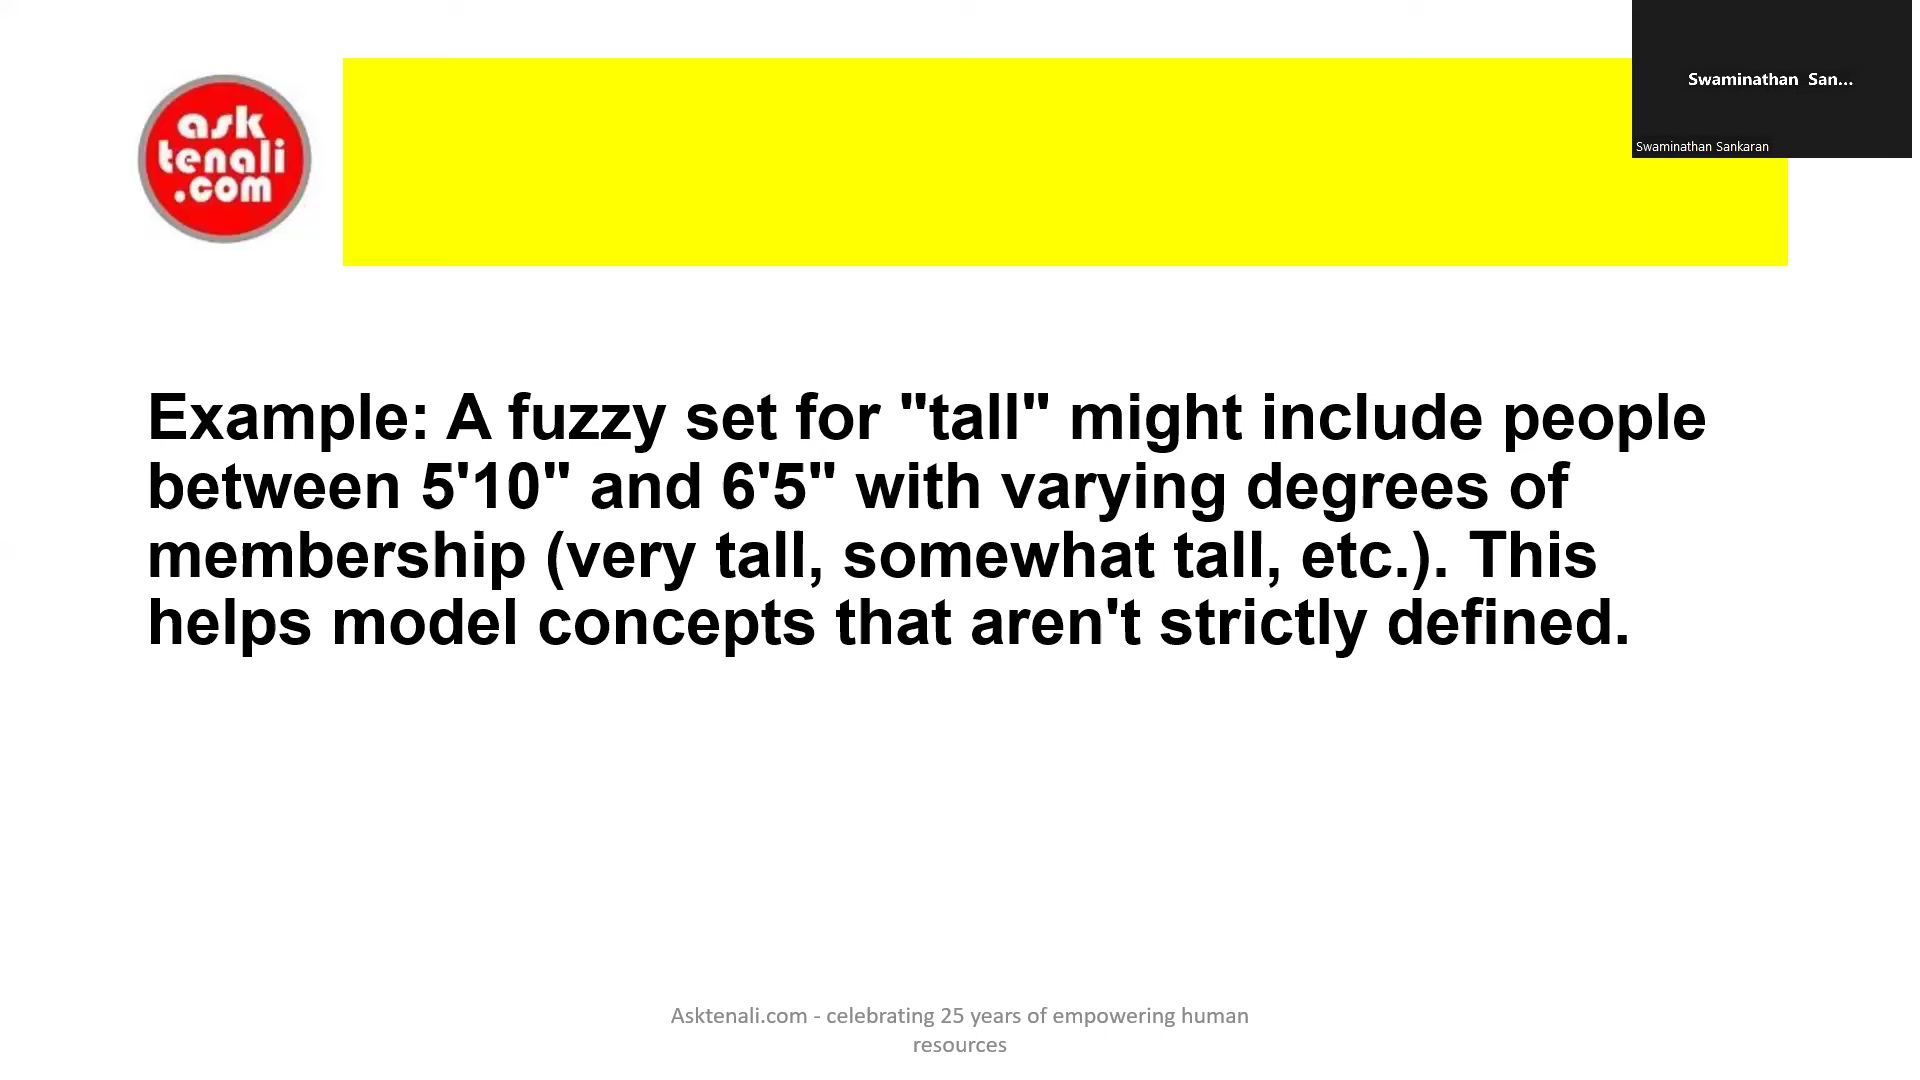 ask
tenali
.com
Swaminathan San...
Swaminathan Sankaran
Example: A fuzzy set for "tall" might include people
between 5'10" and 6'5" with varying degrees of
membership (very tall, somewhat tall, etc.). This
helps model concepts that aren't strictly defined.
Asktenali.com - celebrating 25 years of empowering human
resources